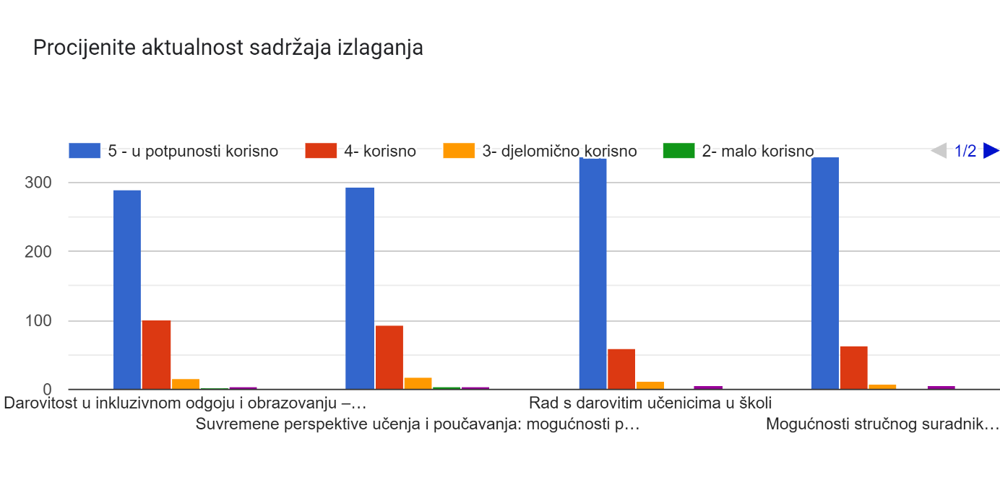 Procijenite aktualnost sadržaja izlaganja
5 - u potpunosti korisno 4- korisno 3- djelomično korisno 2- malo korisno 1/2
300
200
100
0
Darovitost u inkluzivnom odgoju i obrazovanju –… Rad s darovitim učenicima u školi
Suvremene perspektive učenja i poučavanja: mogućnosti p… Mogućnosti stručnog suradnik…